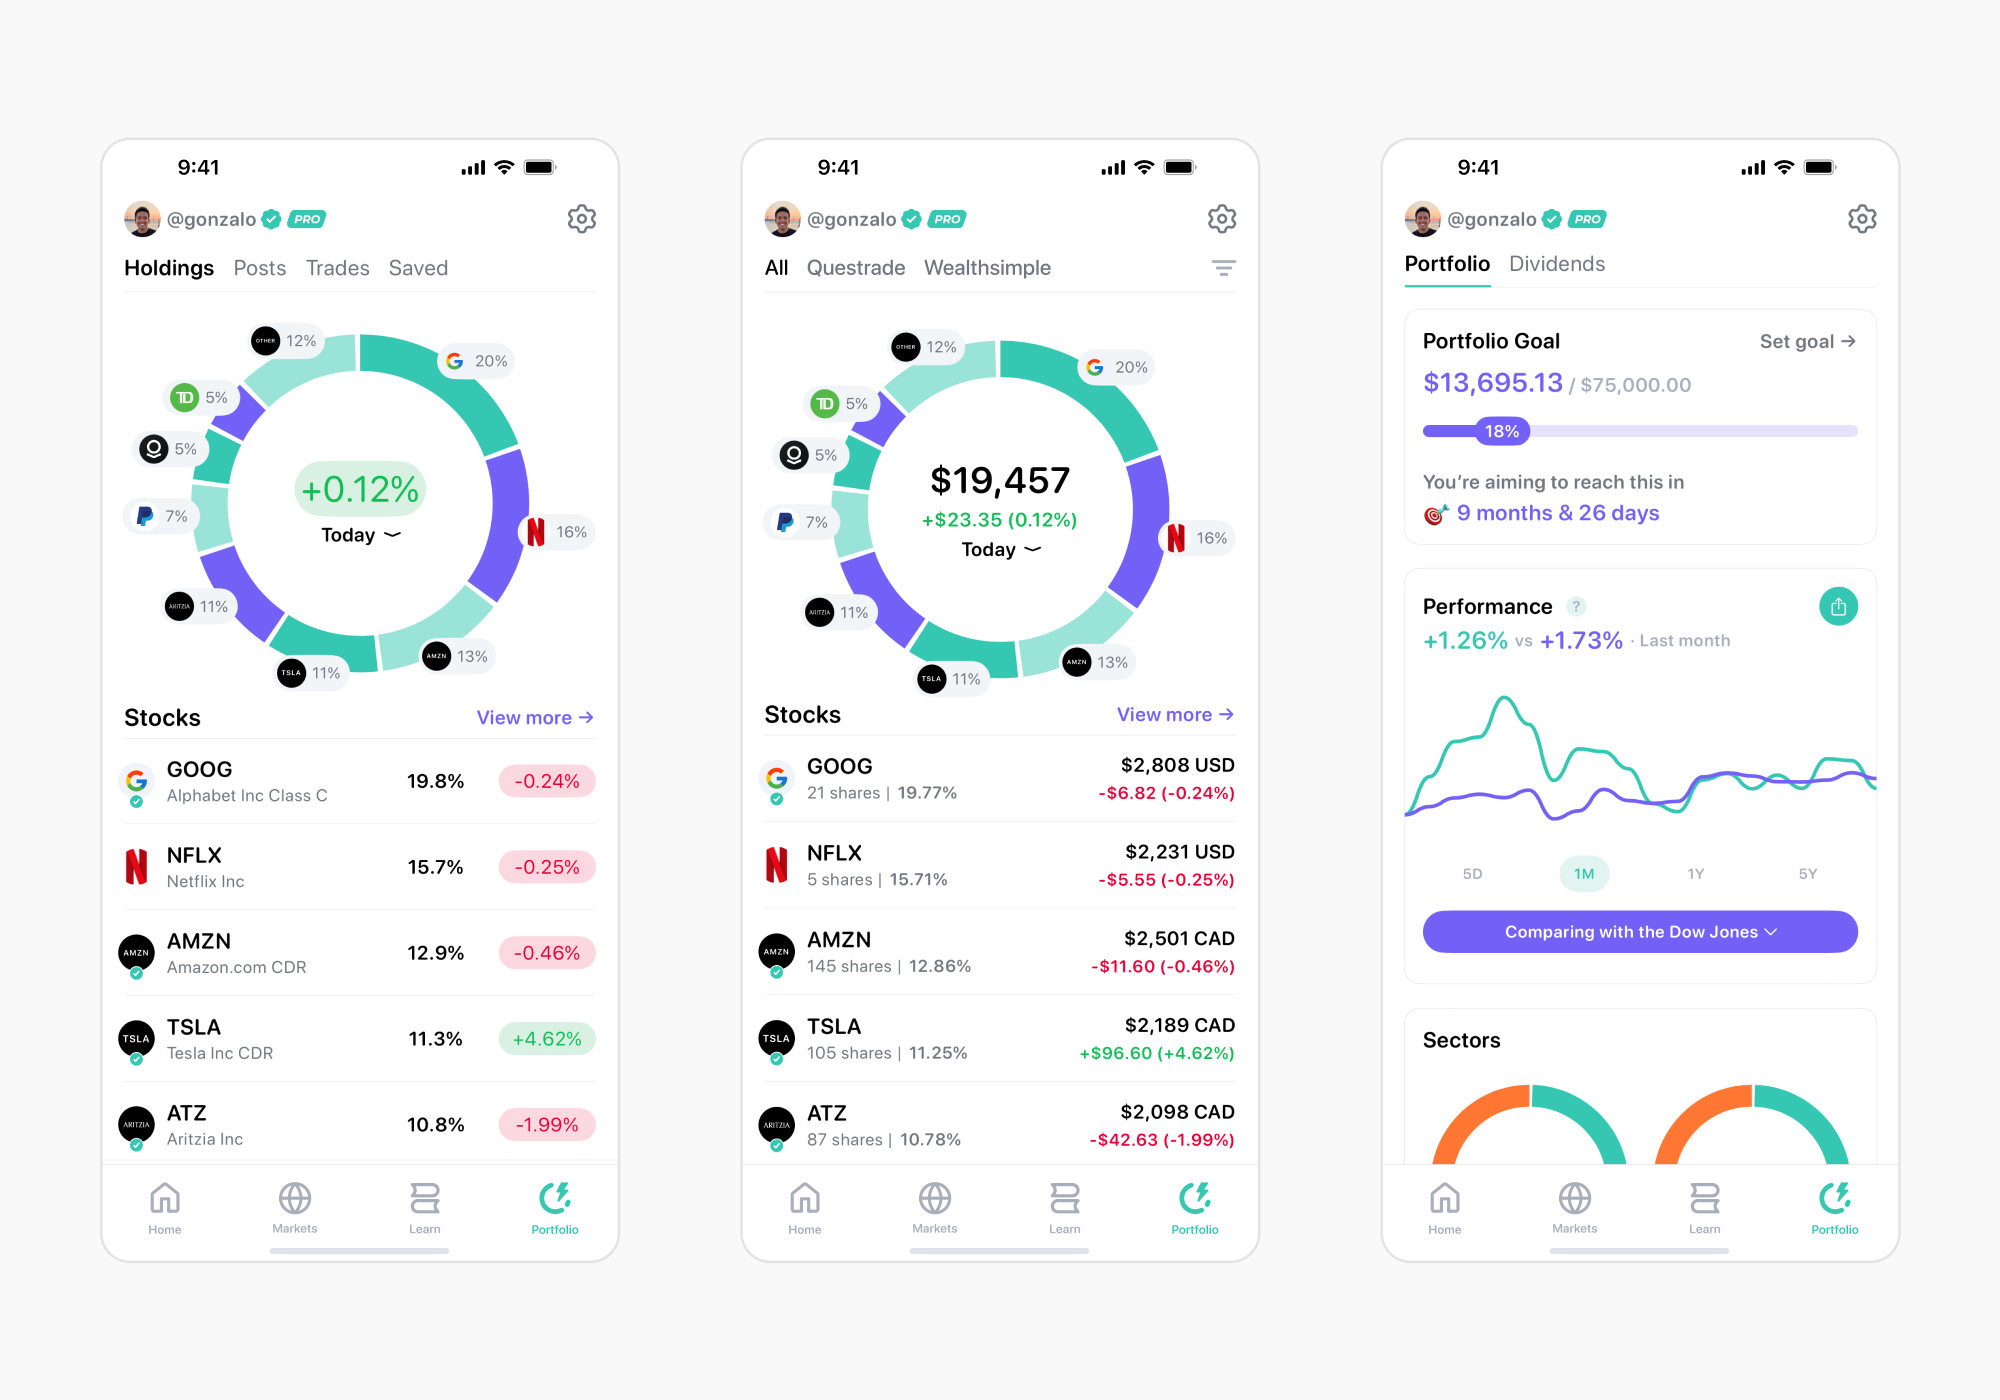 9:41
@gonzalo PRO
Holdings Posts Trades Saved
OTHER 12%
G 20%
TD 5%
5%
7%
N 16%
ARITZIA 11%
TSLA 11%
AMZN 13%
+0.12%
Today
Stocks View more →
GOOG
Alphabet Inc Class C
19.8% -0.24%
NFLX
Netflix Inc
15.7% -0.25%
AMZN
AMZN
Amazon.com CDR
12.9% -0.46%
TSLA
TSLA
Tesla Inc CDR
11.3% +4.62%
ARITZIA
ATZ
Aritzia Inc
10.8% -1.99%
Home Markets Learn Portfolio
9:41
@gonzalo PRO
All Questrade Wealthsimple
OTHER 12%
G 20%
TD 5%
5%
7%
N 16%
ARITZIA 11%
TSLA 11%
AMZN 13%
$19,457
+$23.35 (0.12%)
Today
Stocks View more →
GOOG $2,808 USD
21 shares | 19.77% -$6.82 (-0.24%)
NFLX $2,231 USD
5 shares | 15.71% -$5.55 (-0.25%)
AMZN
AMZN $2,501 CAD
145 shares | 12.86% -$11.60 (-0.46%)
TSLA
TSLA $2,189 CAD
105 shares | 11.25% +$96.60 (+4.62%)
ARITZIA
ATZ $2,098 CAD
87 shares | 10.78% -$42.63 (-1.99%)
Home Markets Learn Portfolio
9:41
@gonzalo PRO
Portfolio Dividends
Portfolio Goal Set goal →
$13,695.13 / $75,000.00
18%
You're aiming to reach this in
🎯 9 months & 26 days
Performance ?
+1.26% vs +1.73% · Last month
5D 1M 1Y 5Y
Comparing with the Dow Jones
Sectors
Home Markets Learn Portfolio